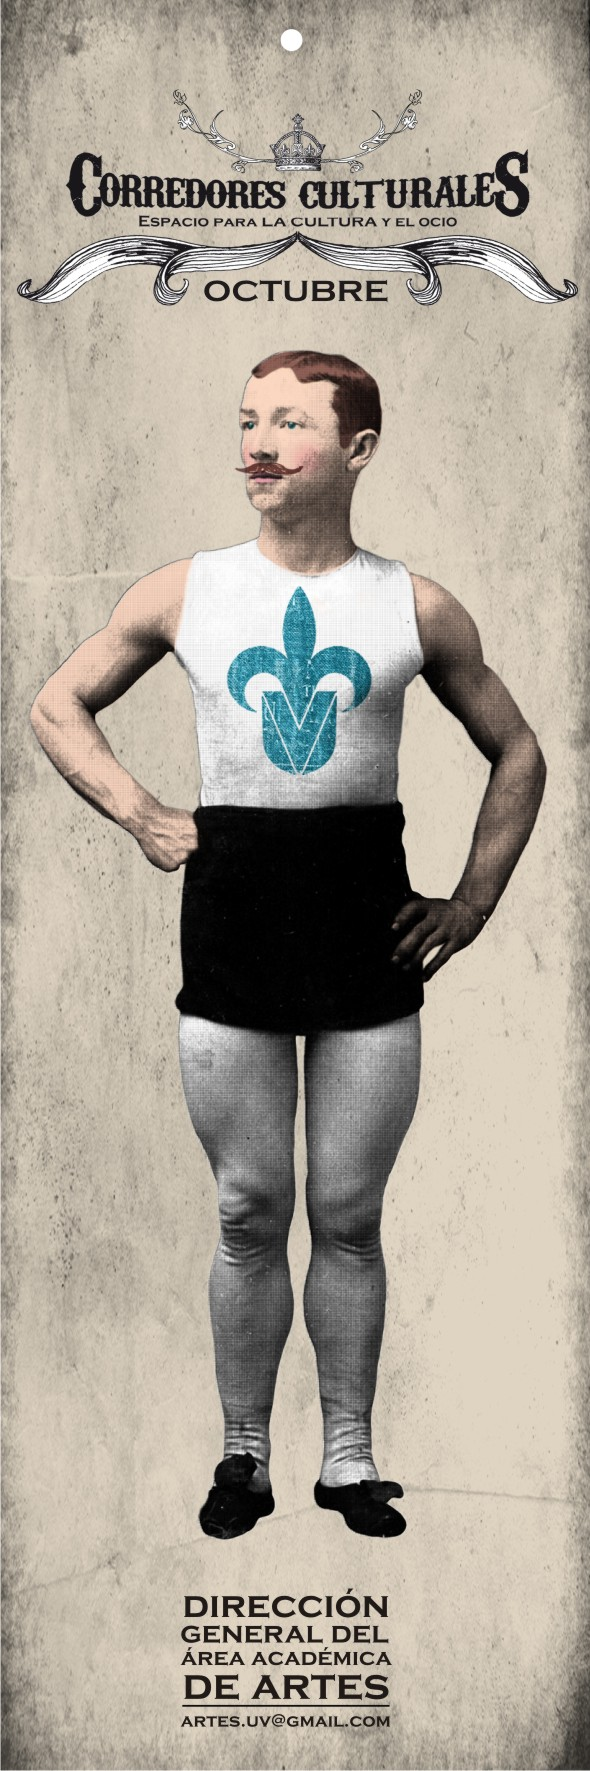 CORREDORES CULTURALES
ESPACIO PARA LA CULTURA Y EL OCIO
OCTUBRE
DIRECCIÓN
GENERAL DEL
ÁREA ACADÉMICA
DE ARTES
ARTES.UV@GMAIL.COM